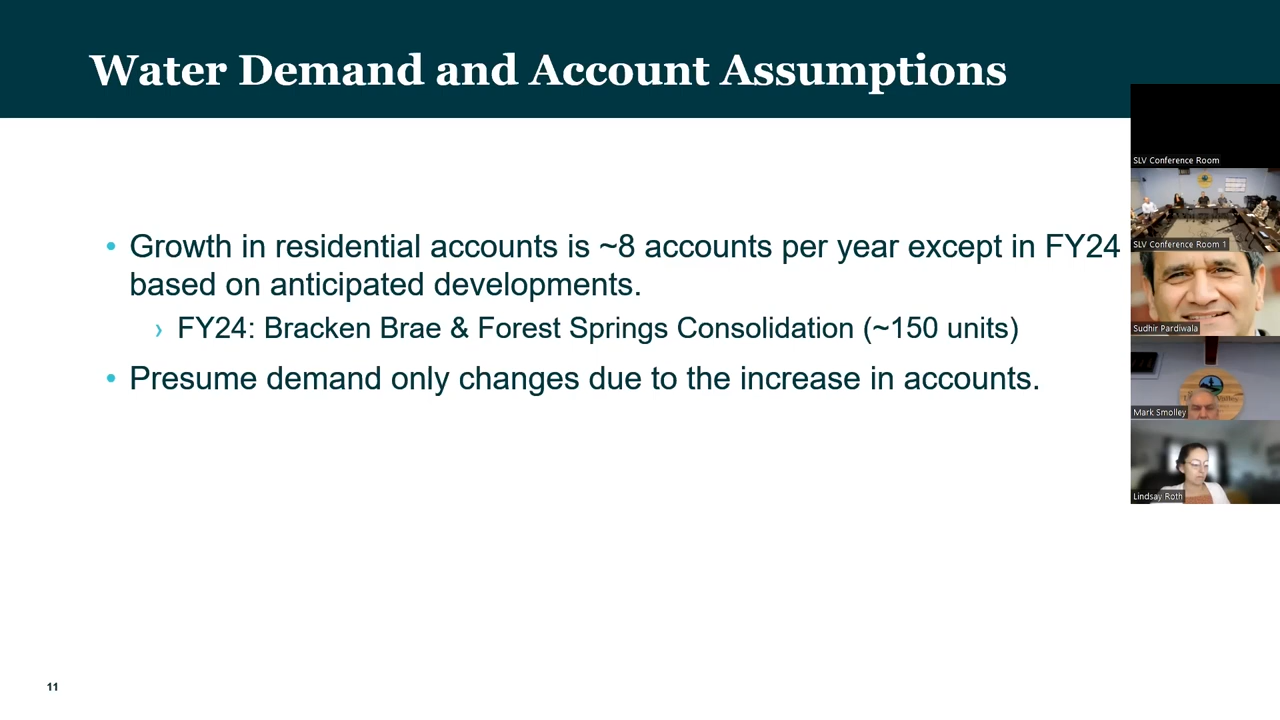 Water Demand and Account Assumptions
• Growth in residential accounts is ~8 accounts per year except in FY24
based on anticipated developments.
› FY24: Bracken Brae & Forest Springs Consolidation (~150 units)
• Presume demand only changes due to the increase in accounts.
11
SLV Conference Room
SLV Conference Room 1
Sudhir Pardiwala
Mark Smolley
Lindsay Roth